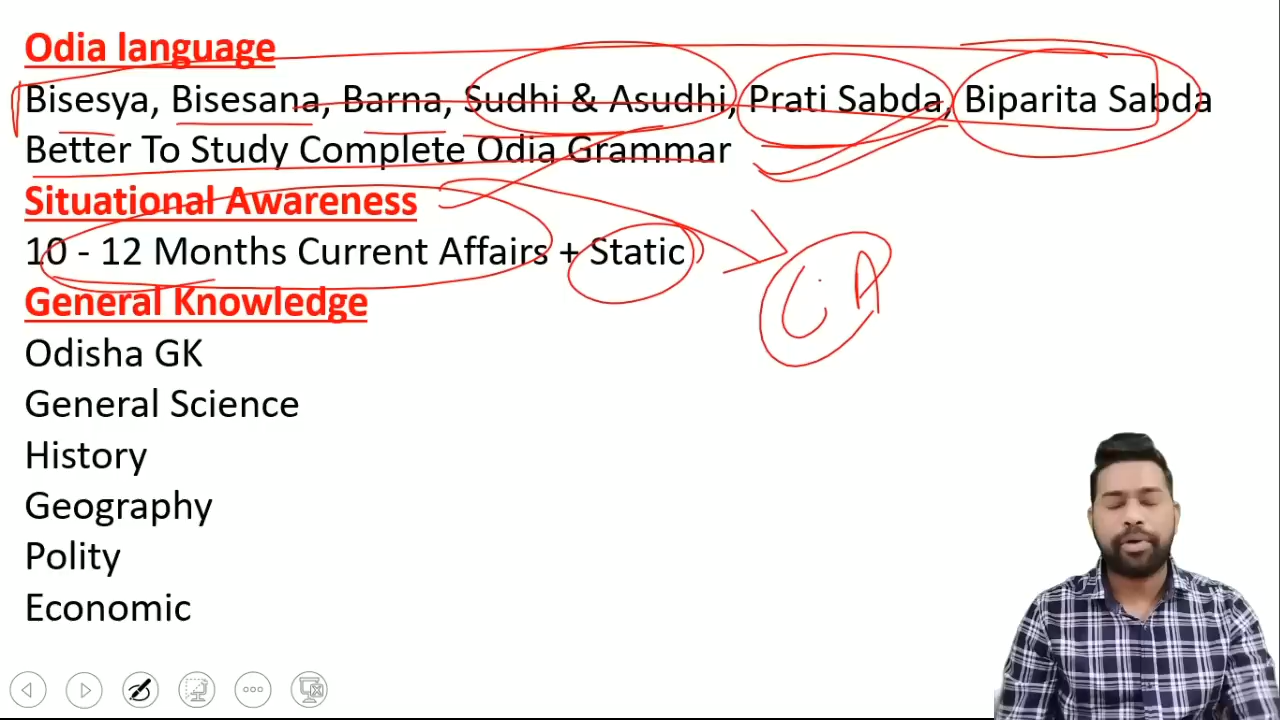 Odia language
Bisesya, Bisesana, Barna, Sudhi & Asudhi, Prati Sabda, Biparita Sabda
Better To Study Complete Odia Grammar
Situational Awareness
10 - 12 Months Current Affairs + Static
CA
General Knowledge
Odisha GK
General Science
History
Geography
Polity
Economic